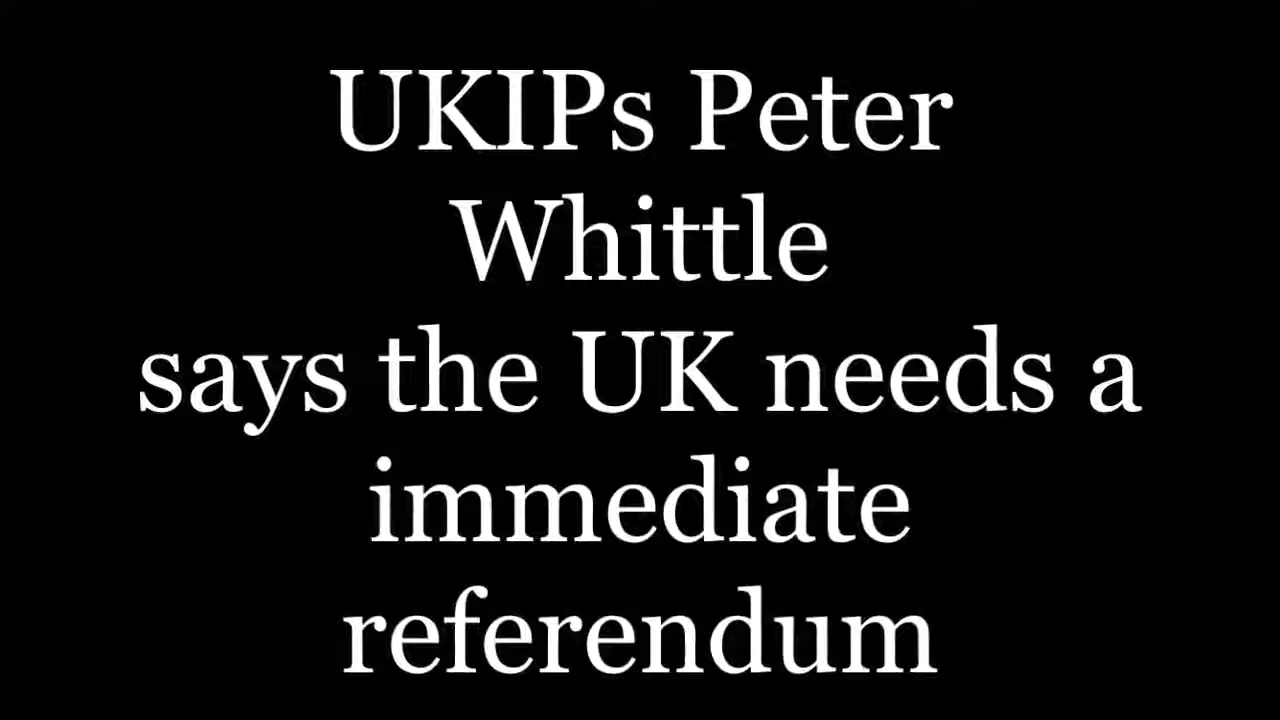 UKIPs Peter
Whittle
says the UK needs a
immediate
referendum